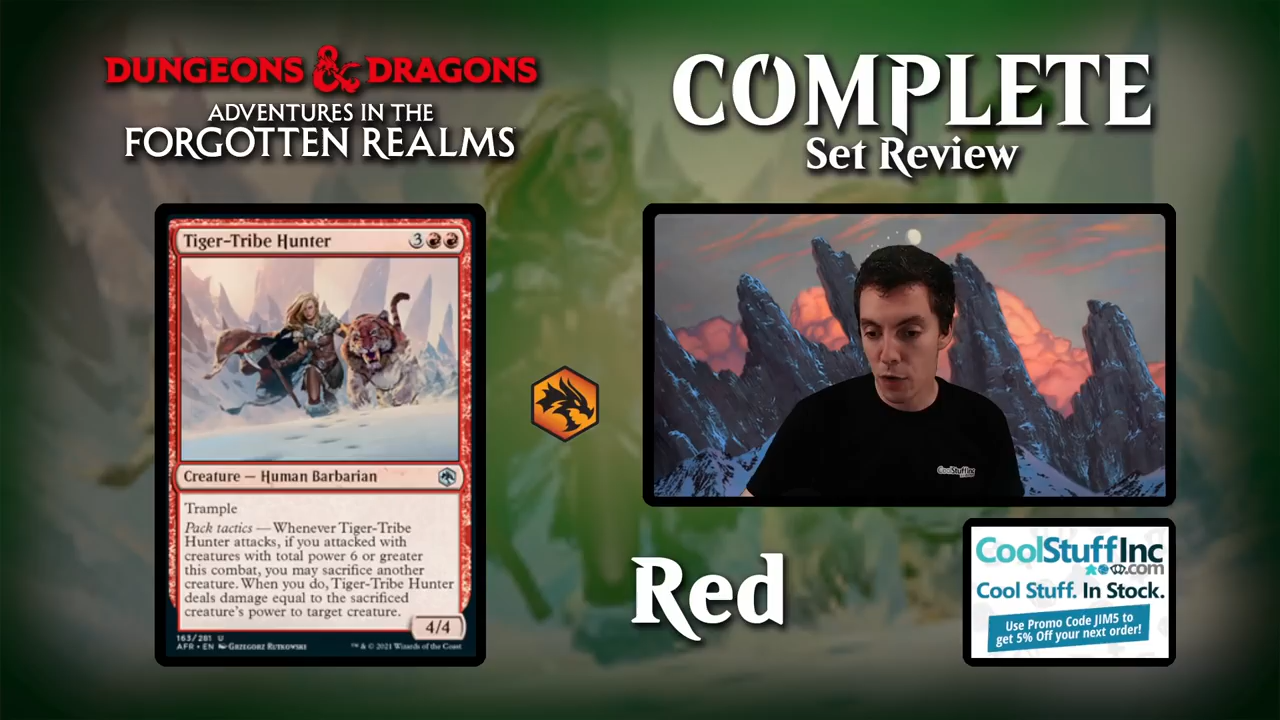 DUNGEONS & DRAGONS
ADVENTURES IN THE
FORGOTTEN REALMS
COMPLETE
Set Review
Tiger-Tribe Hunter 3
Creature — Human Barbarian
Trample
Pack tactics — Whenever Tiger-Tribe
Hunter attacks, if you attacked with
creatures with total power 6 or greater
this combat, you may sacrifice another
creature. When you do, Tiger-Tribe Hunter
deals damage equal to the sacrificed
creature's power to target creature.
4/4
163/281 U
AFR • EN GRZEGORZ RUTKOWSKI
™ & © 2021 Wizards of the Coast
CoolStuffInc
Red
CoolStuffInc
.com
Cool Stuff. In Stock.
Use Promo Code JIM5 to
get 5% Off your next order!